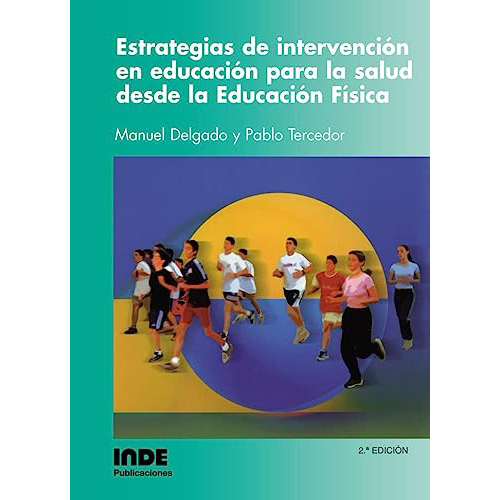 Estrategias de intervención
en educación para la salud
desde la Educación Física
Manuel Delgado y Pablo Tercedor
2.ª EDICIÓN
INDE
Publicaciones